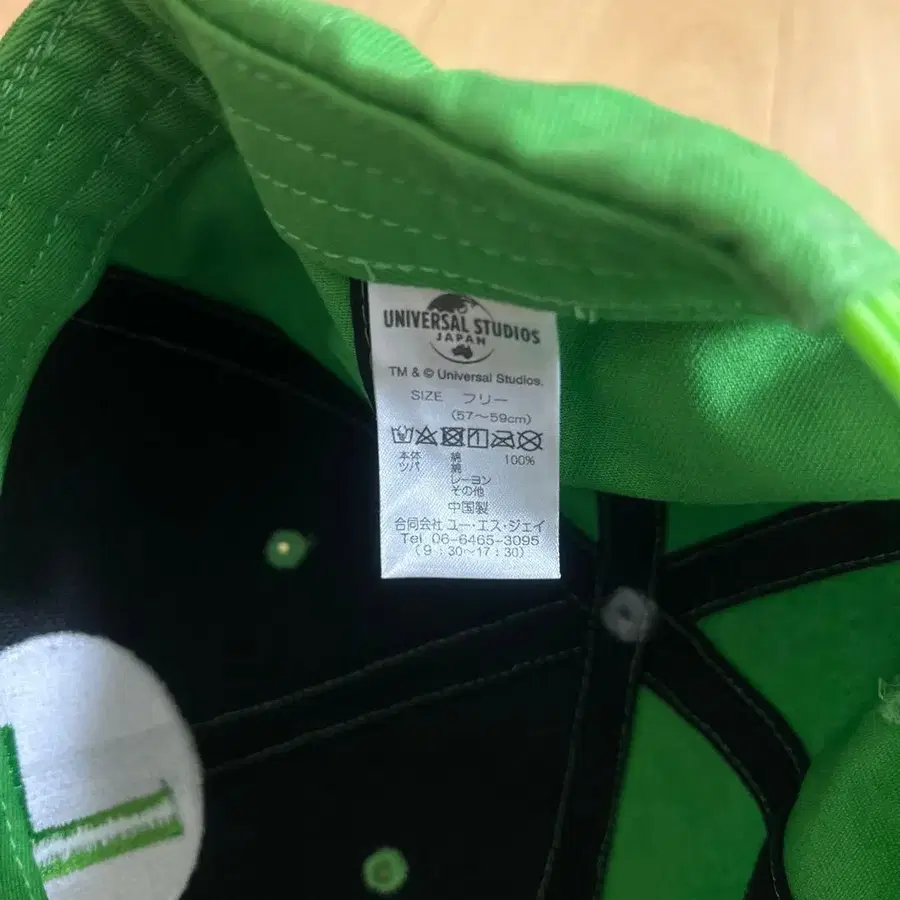 UNIVERSAL STUDIOS
JAPAN
TM & © Universal Studios.
SIZE フリー
(57～59cm)
本体 綿 100%
ツバ 綿
レーヨン
その他
中国製
合同会社 ユー・エス・ジェイ
Tel 06-6465-3095
(9:30～17:30)